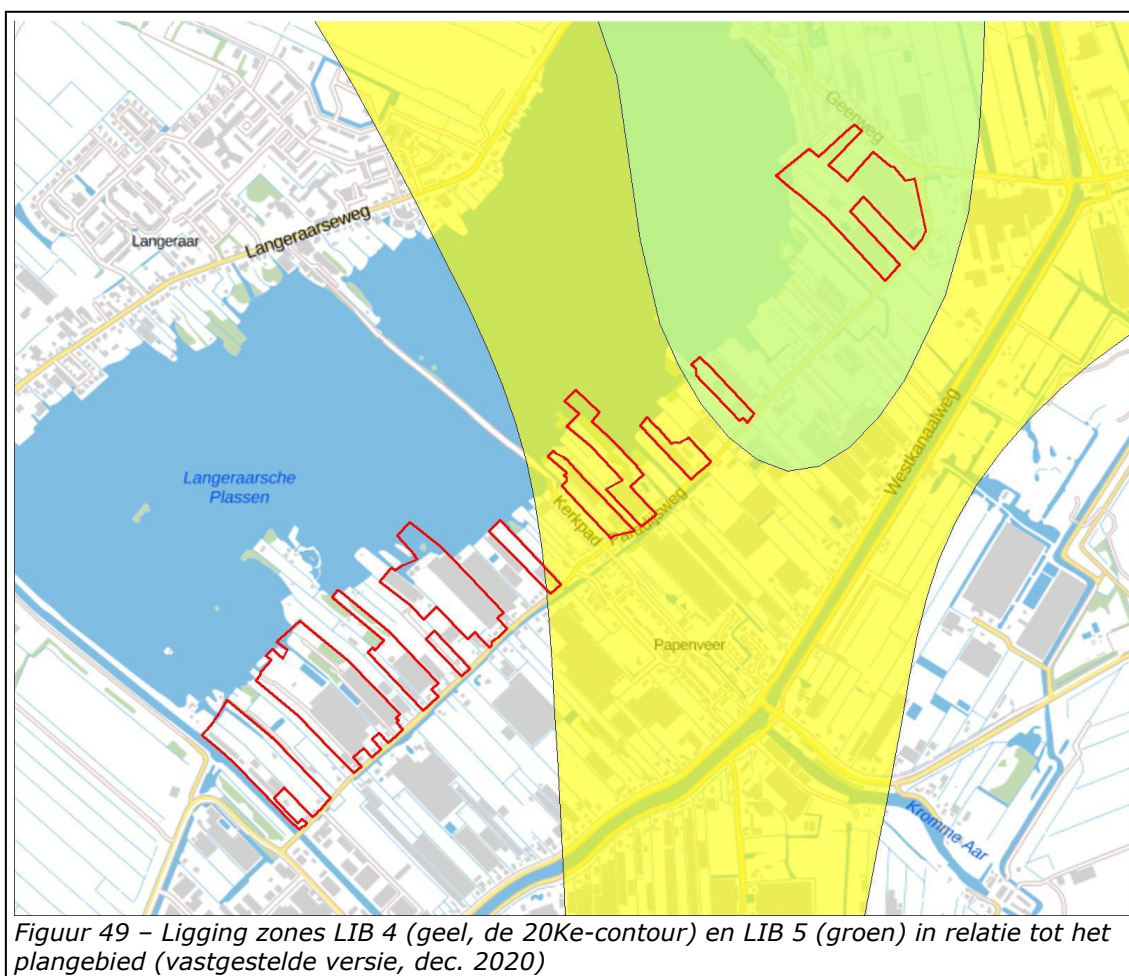 Geerweg
Langeraar
Langeraarseweg
Westkanaalweg
Langeraarsche
Plassen
Kerkpad
Papenveer
Kromme Aar
Figuur 49 – Ligging zones LIB 4 (geel, de 20Ke-contour) en LIB 5 (groen) in relatie tot het
plangebied (vastgestelde versie, dec. 2020)